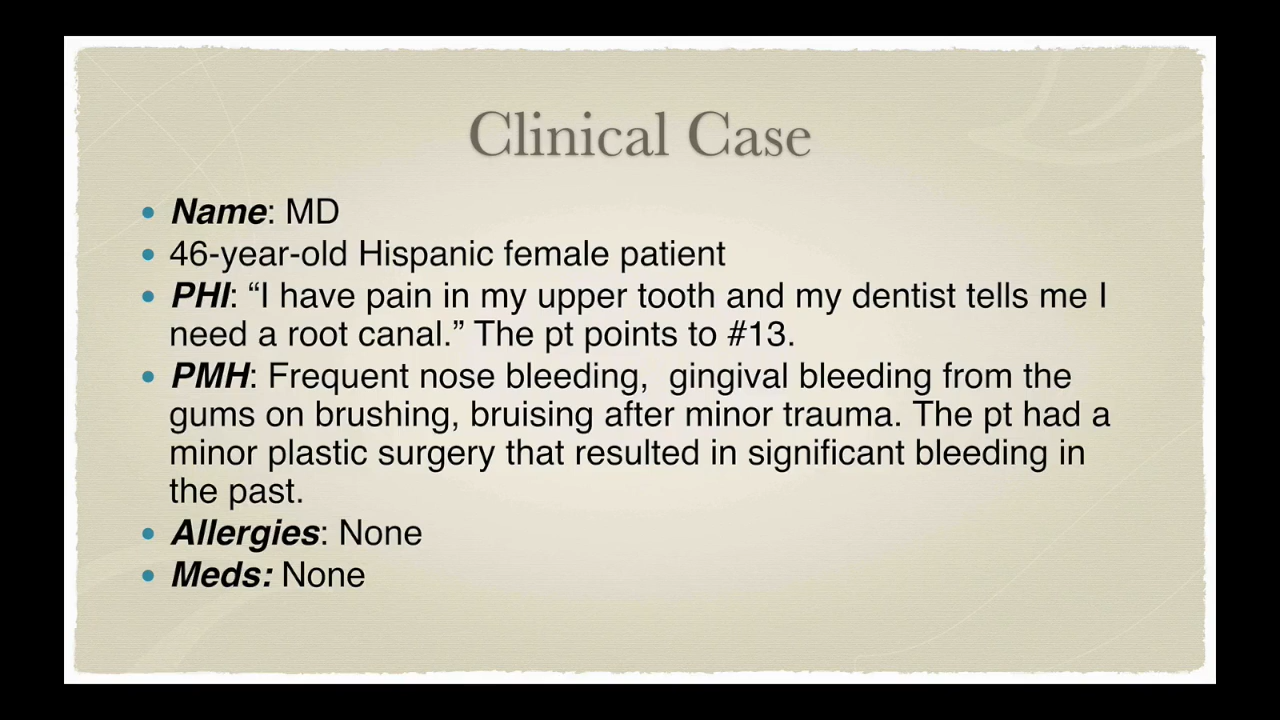 Clinical Case
• Name: MD
• 46-year-old Hispanic female patient
• PHI: “I have pain in my upper tooth and my dentist tells me I
need a root canal.” The pt points to #13.
• PMH: Frequent nose bleeding,  gingival bleeding from the
gums on brushing, bruising after minor trauma. The pt had a
minor plastic surgery that resulted in significant bleeding in
the past.
• Allergies: None
• Meds: None